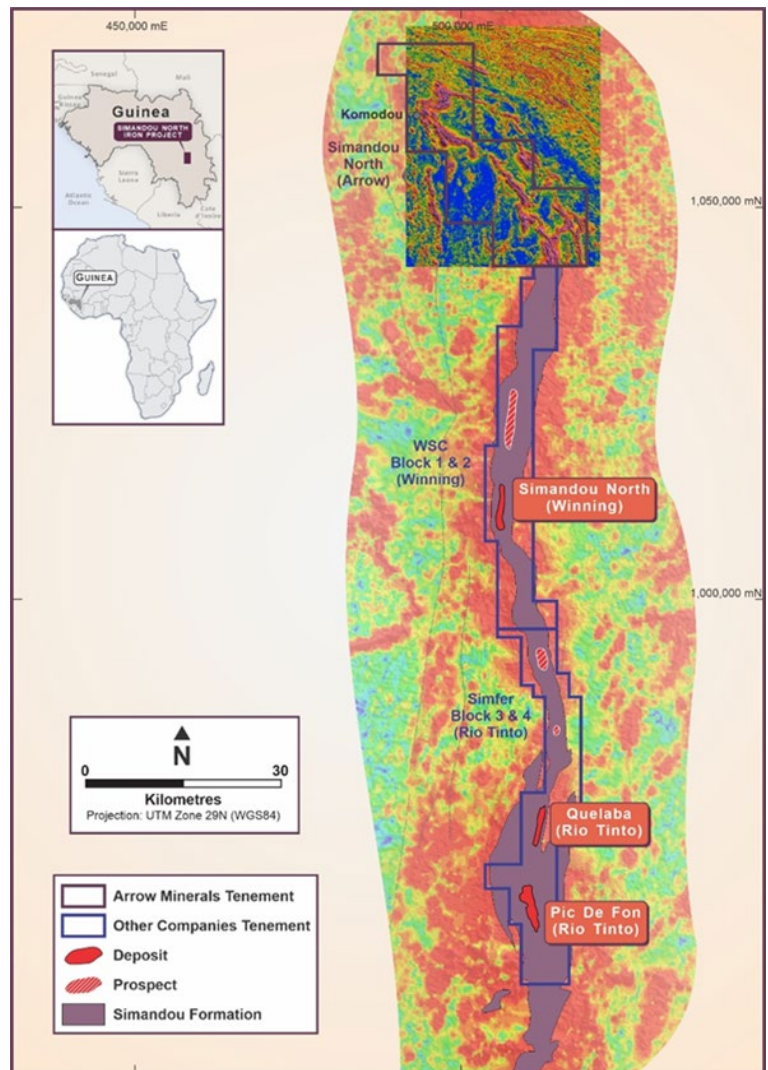 450,000 mE
500,000 mE
Senegal
Mali
Guinea
SIMANDOU NORTH
IRON PROJECT
Sierra
Leone
Atlantic
Ocean
Liberia
Cote
d'Ivoire
GUINEA
Komodou
Simandou
North
(Arrow)
1,050,000 mN
WSC
Block 1 & 2
(Winning)
Simandou North
(Winning)
1,000,000 mN
Simfer
Block 3 & 4
(Rio Tinto)
N
0 30
Kilometres
Projection: UTM Zone 29N (WGS84)
Quelaba
(Rio Tinto)
Pic De Fon
(Rio Tinto)
Arrow Minerals Tenement
Other Companies Tenement
Deposit
Prospect
Simandou Formation